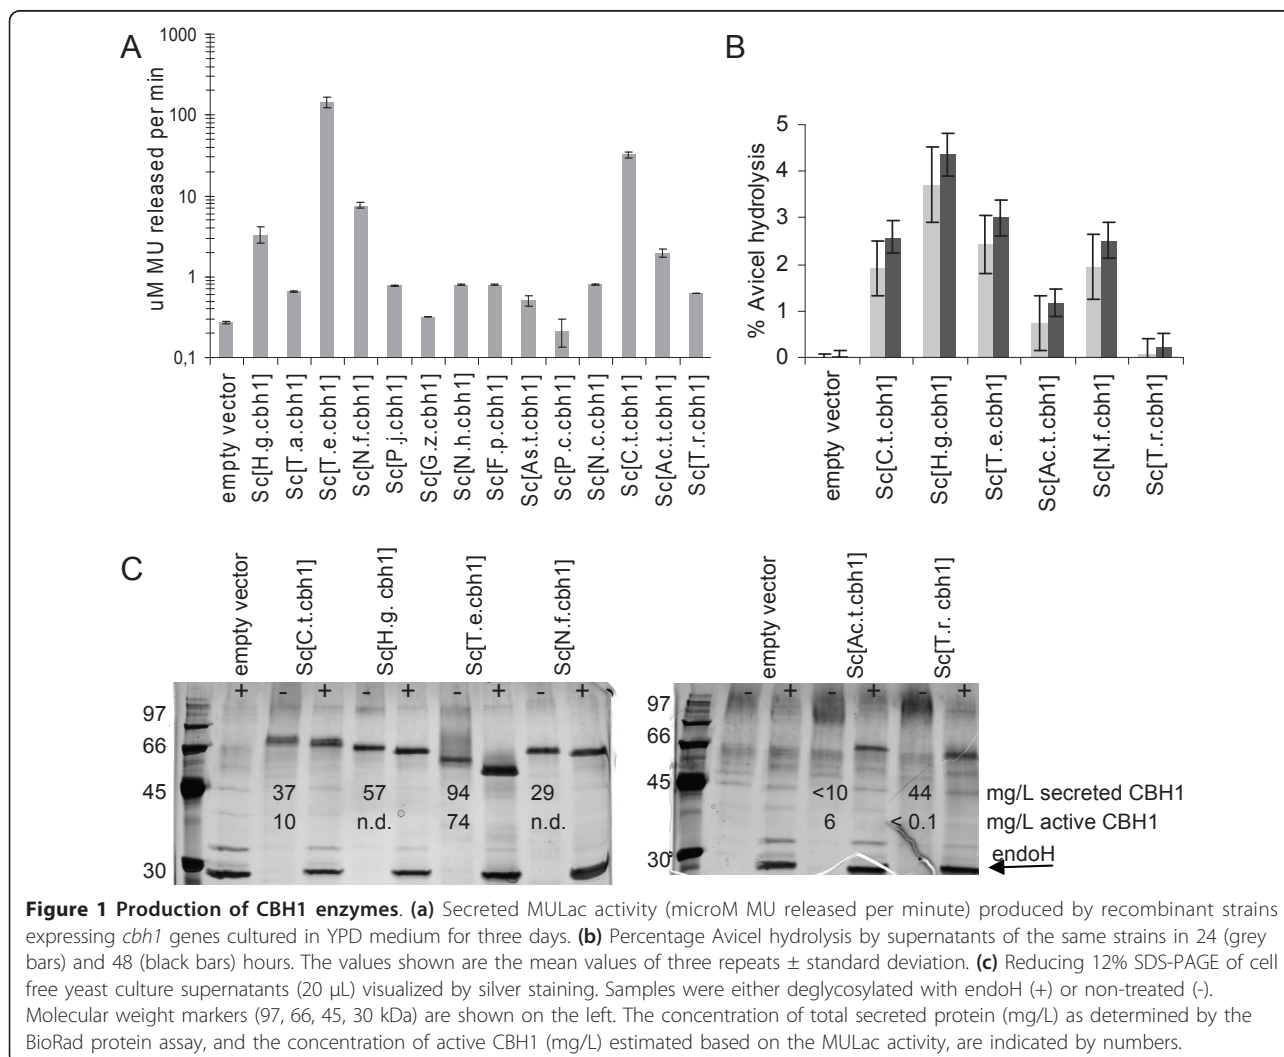 A
1000
100
10
1
0,1
uM MU released per min
empty vector
Sc[H.g.cbh1]
Sc[T.a.cbh1]
Sc[T.e.cbh1]
Sc[N.f.cbh1]
Sc[P.j.cbh1]
Sc[G.z.cbh1]
Sc[N.h.cbh1]
Sc[F.p.cbh1]
Sc[As.t.cbh1]
Sc[P.c.cbh1]
Sc[N.c.cbh1]
Sc[C.t.cbh1]
Sc[Ac.t.cbh1]
Sc[T.r.cbh1]
B
5
4
3
2
1
0
% Avicel hydrolysis
empty vector
Sc[C.t.cbh1]
Sc[H.g.cbh1]
Sc[T.e.cbh1]
Sc[Ac.t.cbh1]
Sc[N.f.cbh1]
Sc[T.r.cbh1]
C
empty vector
Sc[C.t.cbh1]
Sc[H.g. cbh1]
Sc[T.e.cbh1]
Sc[N.f.cbh1]
+ - + - + - + - +
97
66
45
30
37 57 94 29
10 n.d. 74 n.d.
empty vector
Sc[Ac.t.cbh1]
Sc[T.r. cbh1]
- + - + - +
97
66
45
30
<10 44 mg/L secreted CBH1
6 < 0.1 mg/L active CBH1
endoH
Figure 1 Production of CBH1 enzymes. (a) Secreted MULac activity (microM MU released per minute) produced by recombinant strains
expressing cbh1 genes cultured in YPD medium for three days. (b) Percentage Avicel hydrolysis by supernatants of the same strains in 24 (grey
bars) and 48 (black bars) hours. The values shown are the mean values of three repeats ± standard deviation. (c) Reducing 12% SDS-PAGE of cell
free yeast culture supernatants (20 μL) visualized by silver staining. Samples were either deglycosylated with endoH (+) or non-treated (-).
Molecular weight markers (97, 66, 45, 30 kDa) are shown on the left. The concentration of total secreted protein (mg/L) as determined by the
BioRad protein assay, and the concentration of active CBH1 (mg/L) estimated based on the MULac activity, are indicated by numbers.